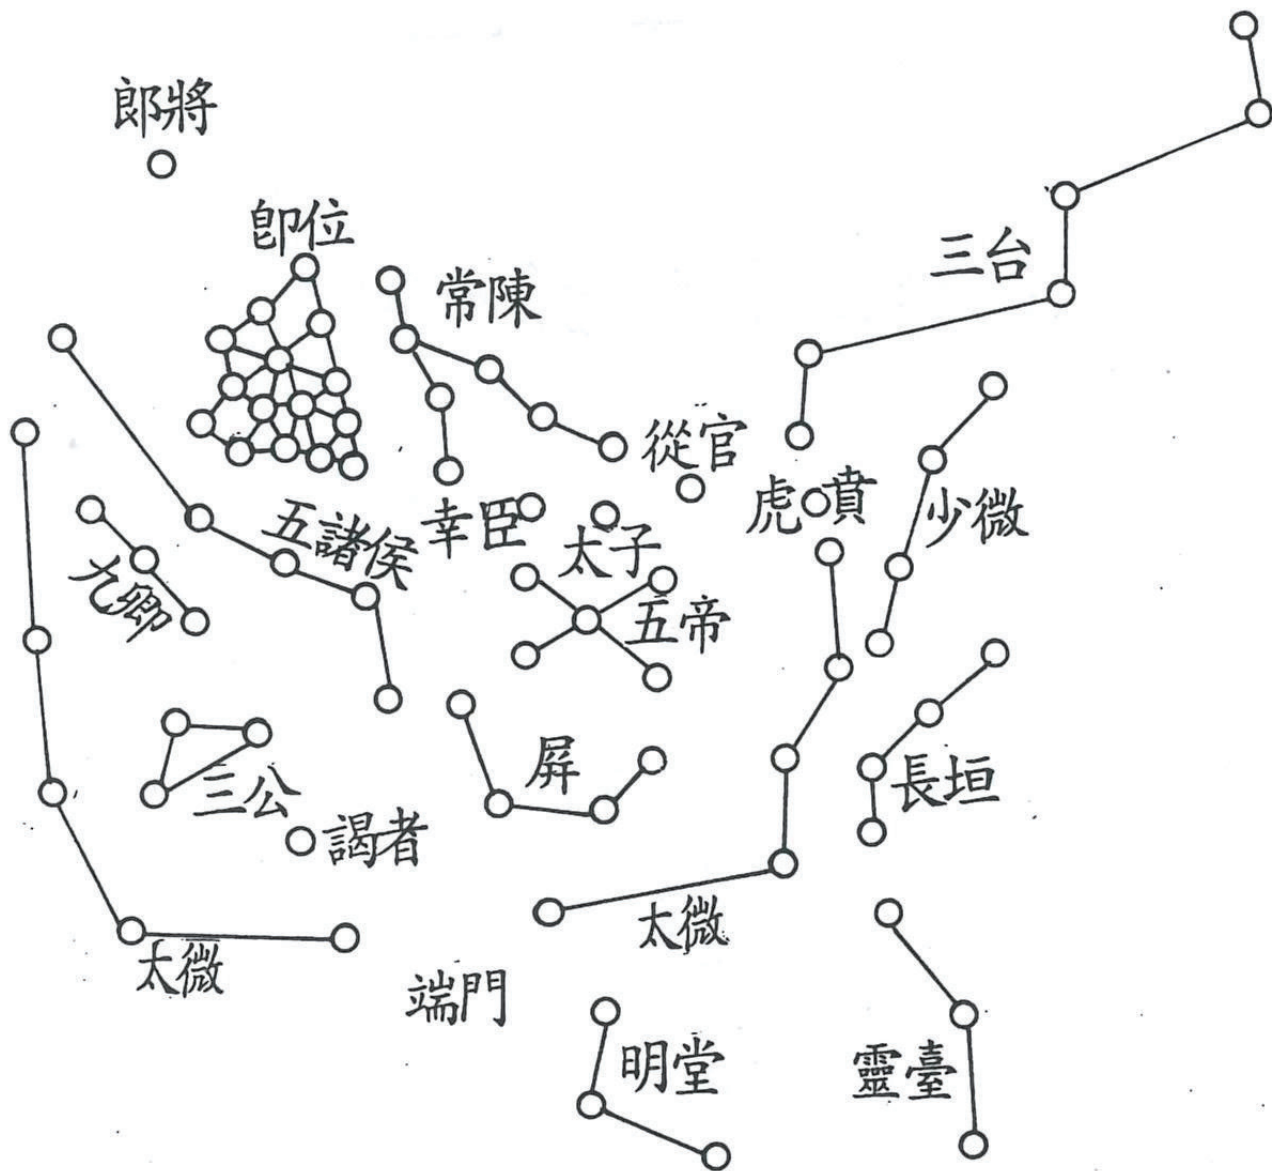 郎將
卽位
常陳
三台
從官
虎賁
少微
五諸侯
幸臣
太子
九卿
五帝
屏
長垣
三公
謁者
太微
太微
端門
明堂
靈臺